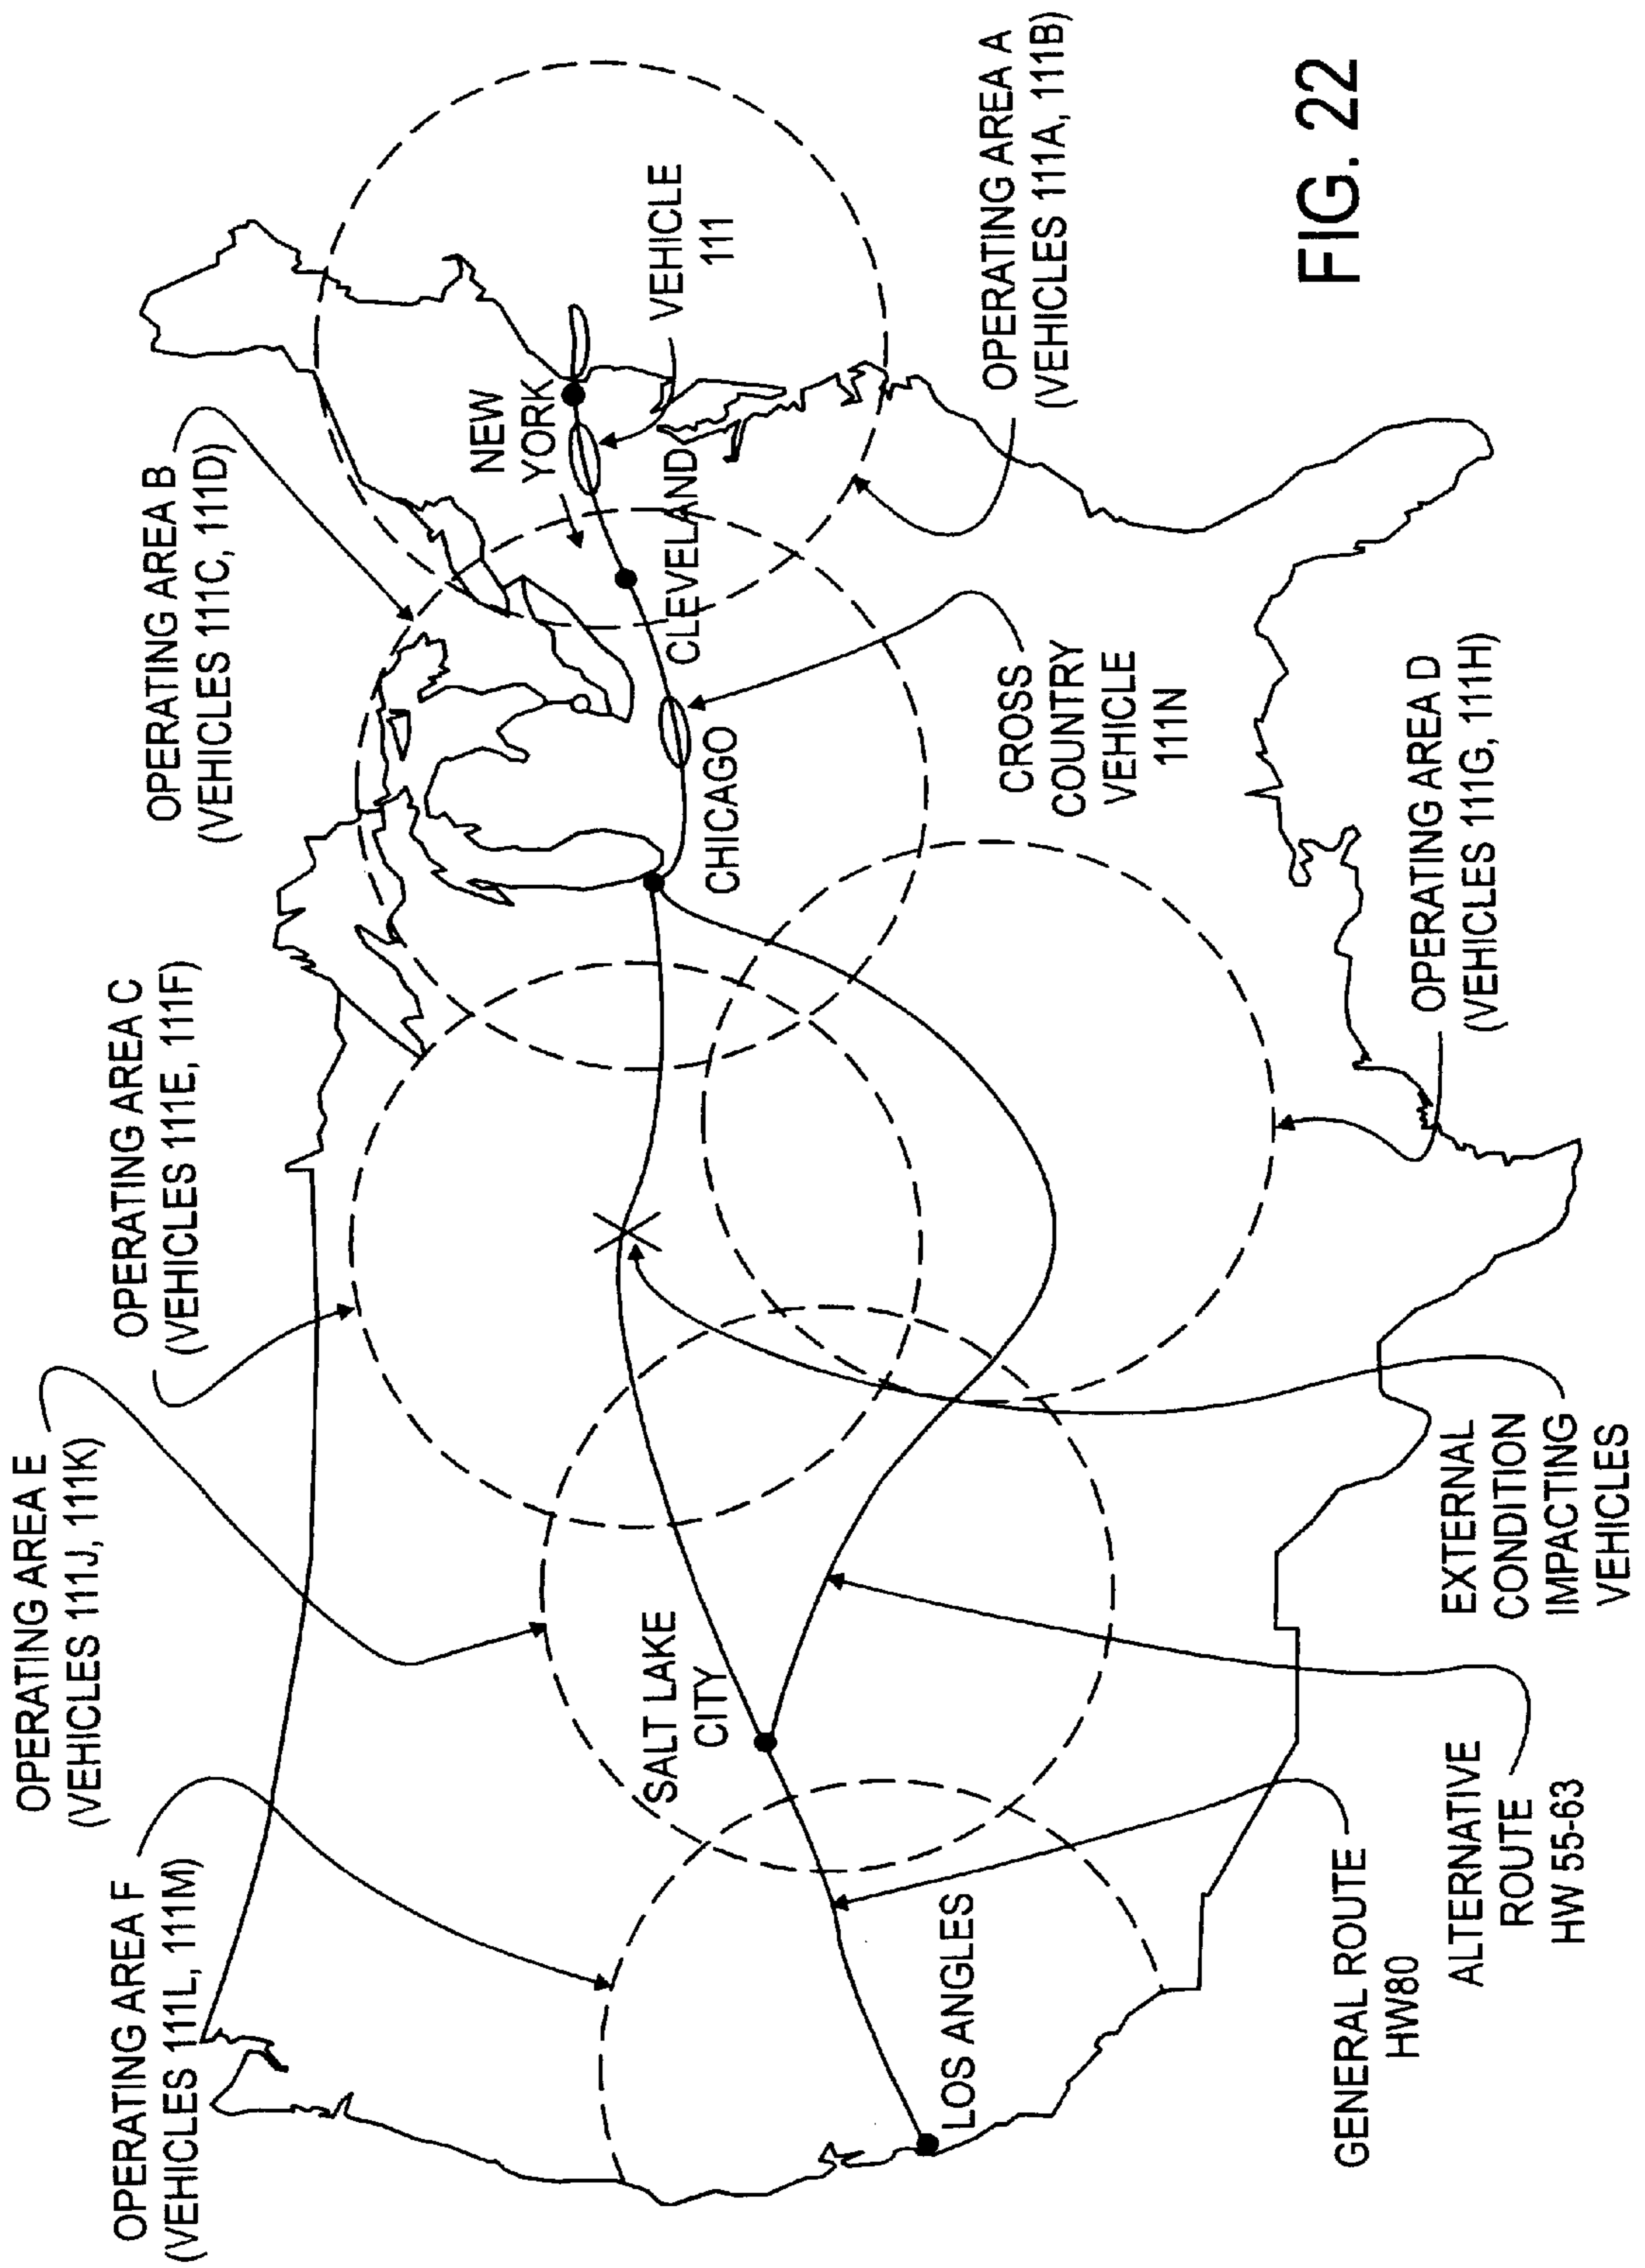 OPERATING AREA F
(VEHICLES 111L, 111M)
OPERATING AREA E
(VEHICLES 111J, 111K)
OPERATING AREA C
(VEHICLES 111E, 111F)
OPERATING AREA B
(VEHICLES 111C, 111D)
NEW
YORK
VEHICLE
111
CLEVELAND
CHICAGO
SALT LAKE
CITY
LOS ANGLES
CROSS
COUNTRY
VEHICLE
111N
OPERATING AREA A
(VEHICLES 111A, 111B)
GENERAL ROUTE
HW80
ALTERNATIVE
ROUTE
HW 55-63
EXTERNAL
CONDITION
IMPACTING
VEHICLES
OPERATING AREA D
(VEHICLES 111G, 111H)
FIG. 22